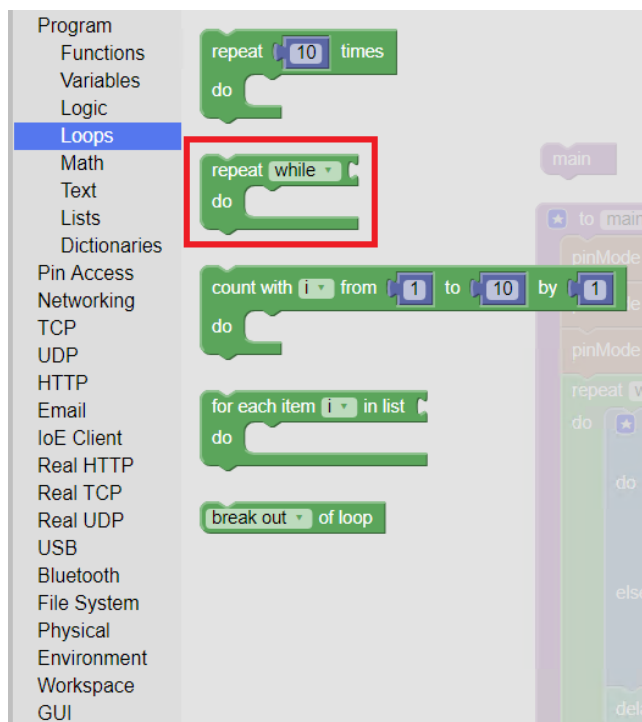 Program
Functions
Variables
Logic
Loops
Math
Text
Lists
Dictionaries
Pin Access
Networking
TCP
UDP
HTTP
Email
IoE Client
Real HTTP
Real TCP
Real UDP
USB
Bluetooth
File System
Physical
Environment
Workspace
GUI
repeat 10 times
do
repeat while
do
count with i from 1 to 10 by 1
do
for each item i in list
do
break out of loop
main
to main
pinMode
pinMode
repeat
do
do